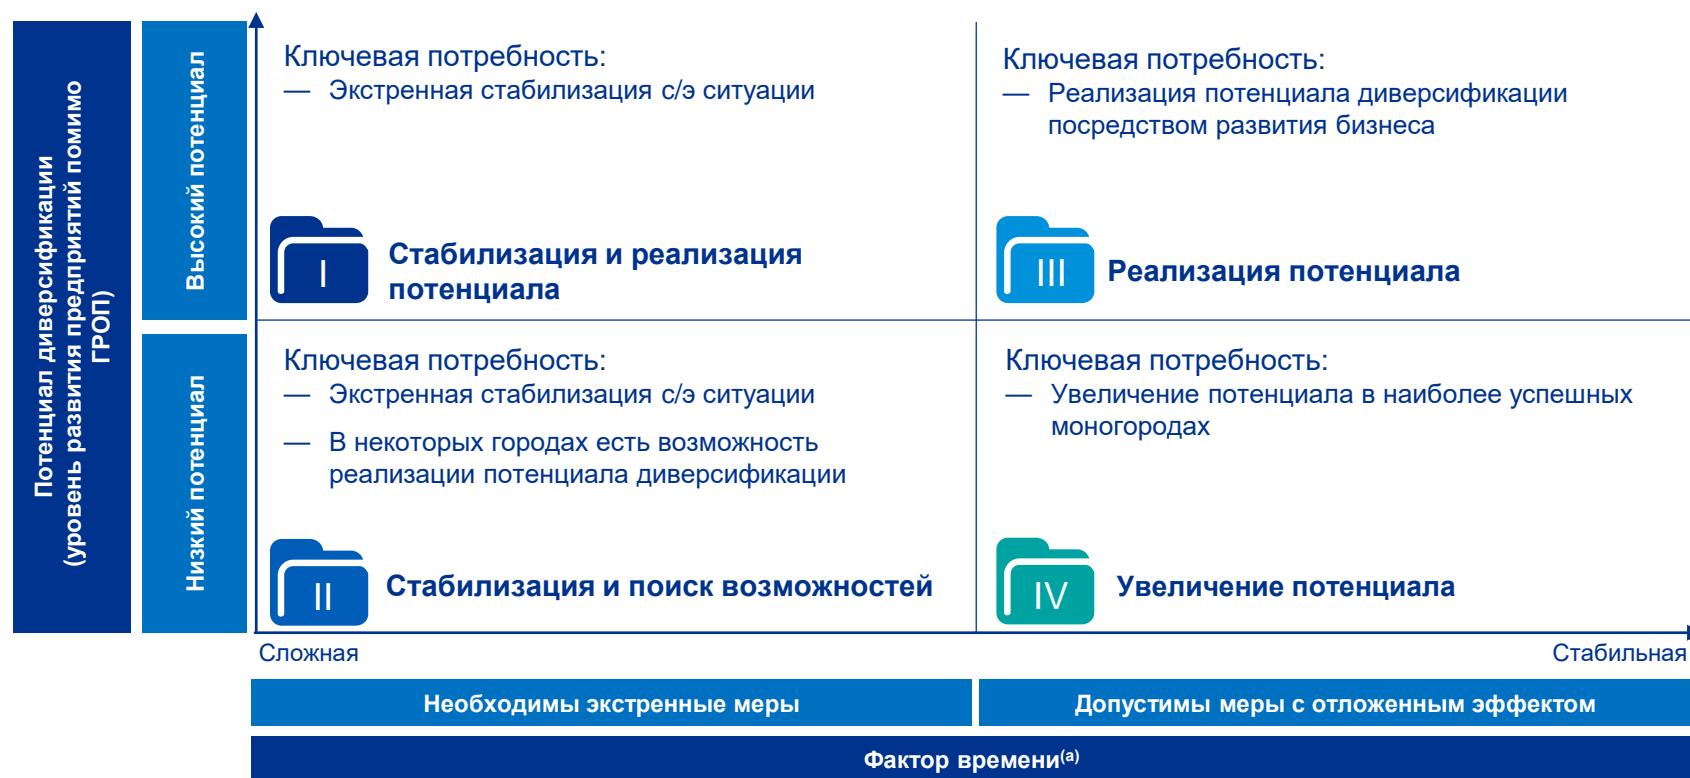 Потенциал диверсификации
(уровень развития предприятий помимо
ГРОП)
Высокий потенциал
Низкий потенциал
Ключевая потребность:
— Экстренная стабилизация с/э ситуации
I
Стабилизация и реализация
потенциала
Ключевая потребность:
— Реализация потенциала диверсификации
посредством развития бизнеса
III
Реализация потенциала
Ключевая потребность:
— Экстренная стабилизация с/э ситуации
— В некоторых городах есть возможность
реализации потенциала диверсификации
II
Стабилизация и поиск возможностей
Ключевая потребность:
— Увеличение потенциала в наиболее успешных
моногородах
IV
Увеличение потенциала
Сложная
Стабильная
Необходимы экстренные меры
Допустимы меры с отложенным эффектом
Фактор времени(а)